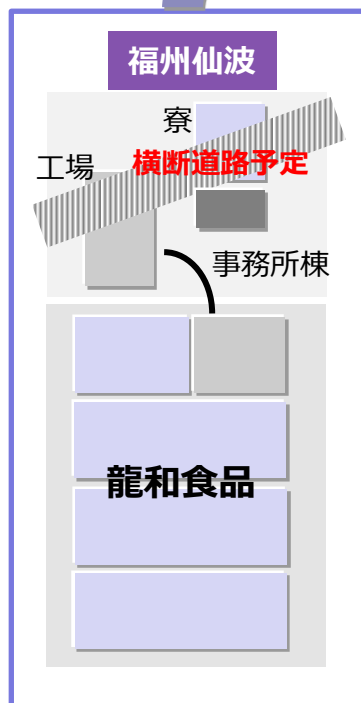 福州仙波
寮
工場
横断道路予定
事務所棟
龍和食品